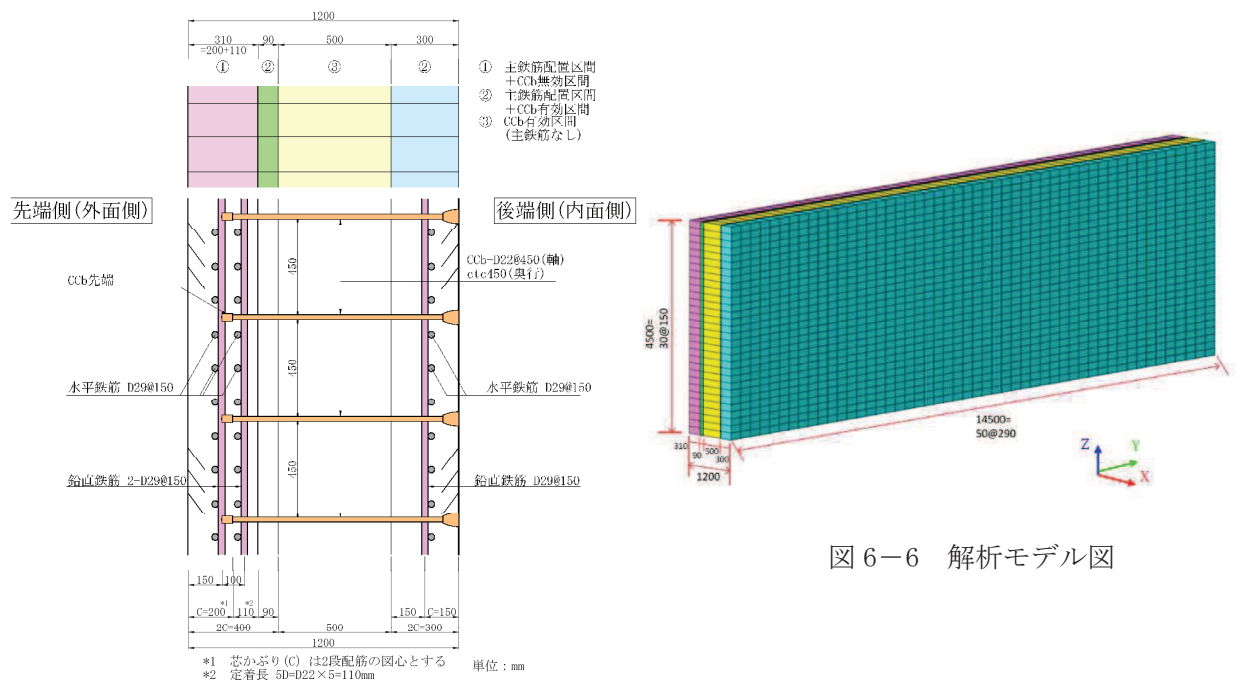 1200
310
=200+110
90
500
300
①
②
③
②
① 主鉄筋配置区間
+CCb無効区間
② 主鉄筋配置区間
+CCb有効区間
③ CCb有効区間
(主鉄筋なし)
先端側(外面側)
後端側(内面側)
450
CCb-D22@450(軸)
ctc450(奥行)
CCb先端
450
水平鉄筋 D29@150
水平鉄筋 D29@150
450
鉛直鉄筋 2-D29@150
鉛直鉄筋 D29@150
150
100
*1
*2
C=200
110
90
150
C=150
2C=400
500
2C=300
1200
*1 芯かぶり(C) は2段配筋の図心とする
*2 定着長 5D=D22×5=110mm
単位:mm
4500=
30@150
310
90
500
300
1200
14500=
50@290
Z
Y
X
図 6-6 解析モデル図